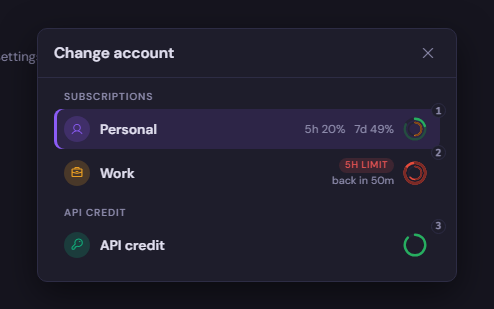 ettings
Change account
SUBSCRIPTIONS
1
Personal 5h 20% 7d 49%
2
Work 5H LIMIT
back in 50m
API CREDIT
3
API credit